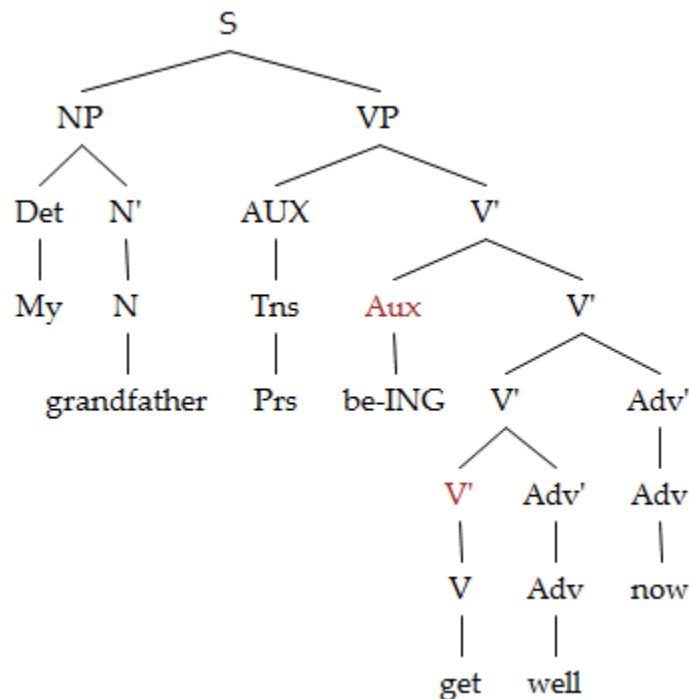 S
NP VP
Det N' AUX V'
My N Tns Aux V'
grandfather Prs be-ING V' Adv'
V' Adv' Adv
V Adv now
get well